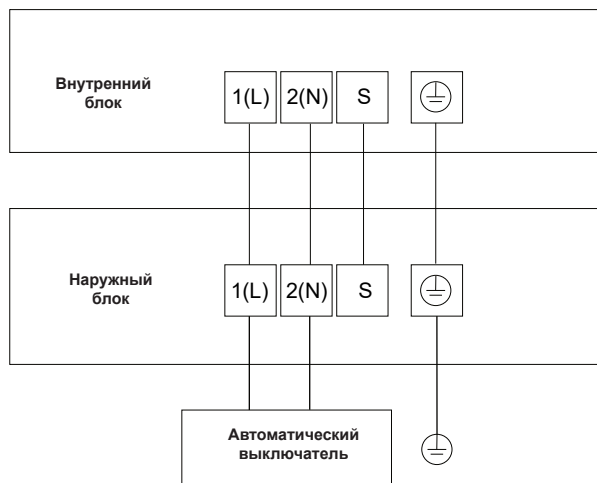 Внутренний
блок
1(L) 2(N) S
Наружный
блок
1(L) 2(N) S
Автоматический
выключатель